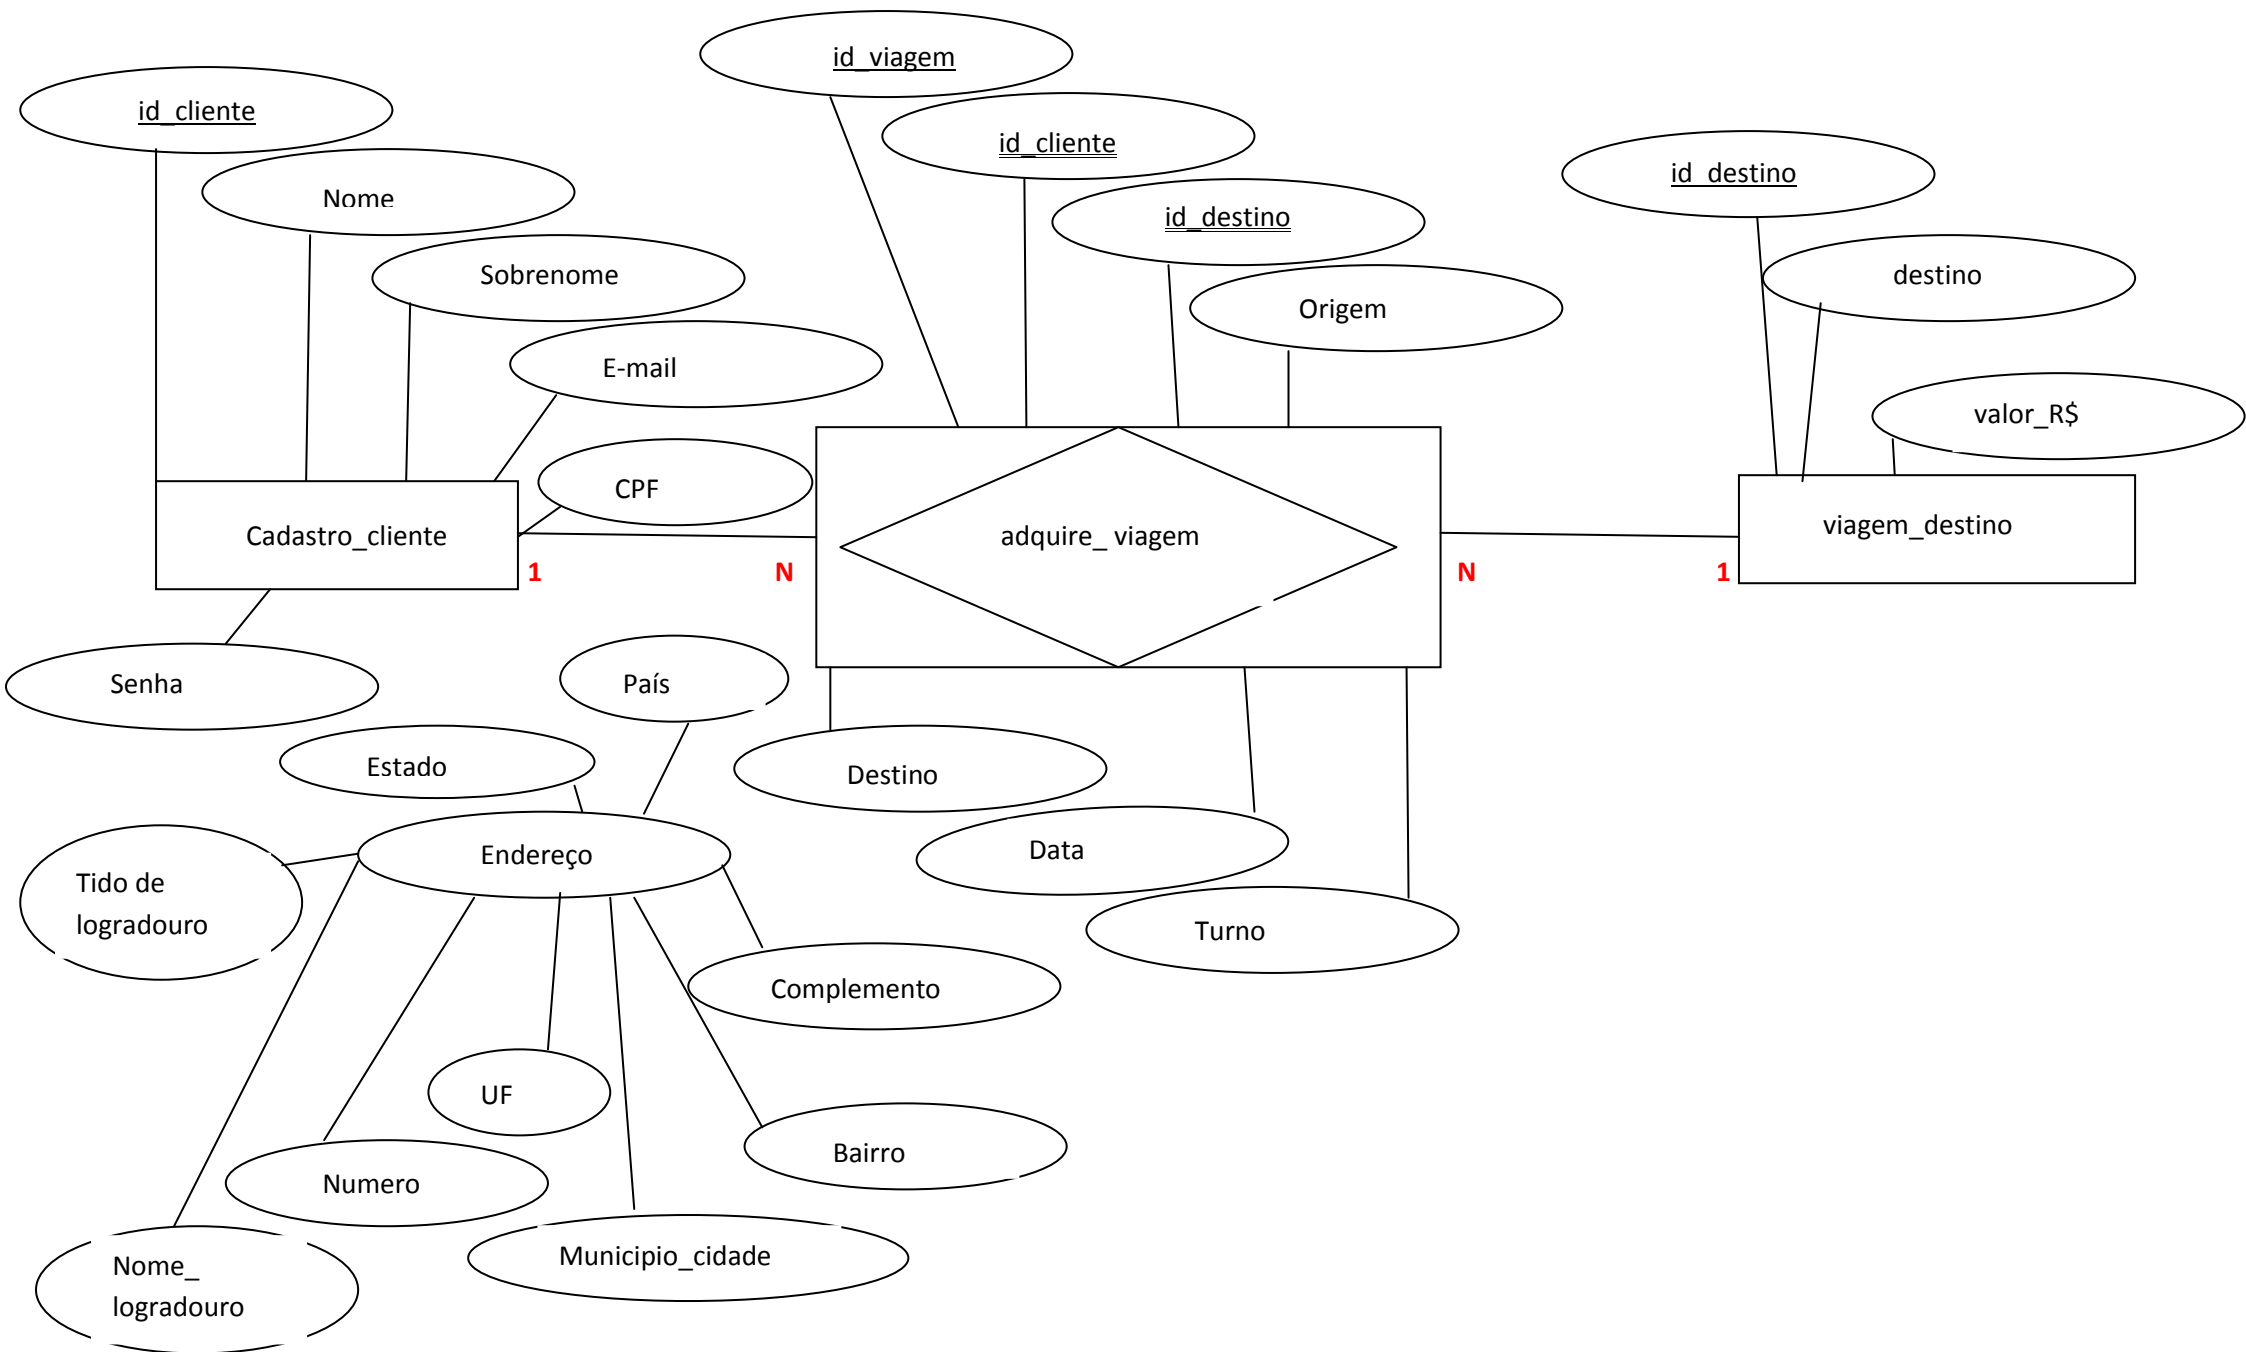 id_viagem
id_cliente
id_cliente
id_destino
Nome
id_destino
Sobrenome
destino
Origem
E-mail
valor_R$
CPF
Cadastro_cliente
adquire_ viagem
viagem_destino
1
N
N
1
Senha
País
Estado
Destino
Endereço
Data
Tido de
logradouro
Turno
Complemento
UF
Bairro
Numero
Municipio_cidade
Nome_
logradouro